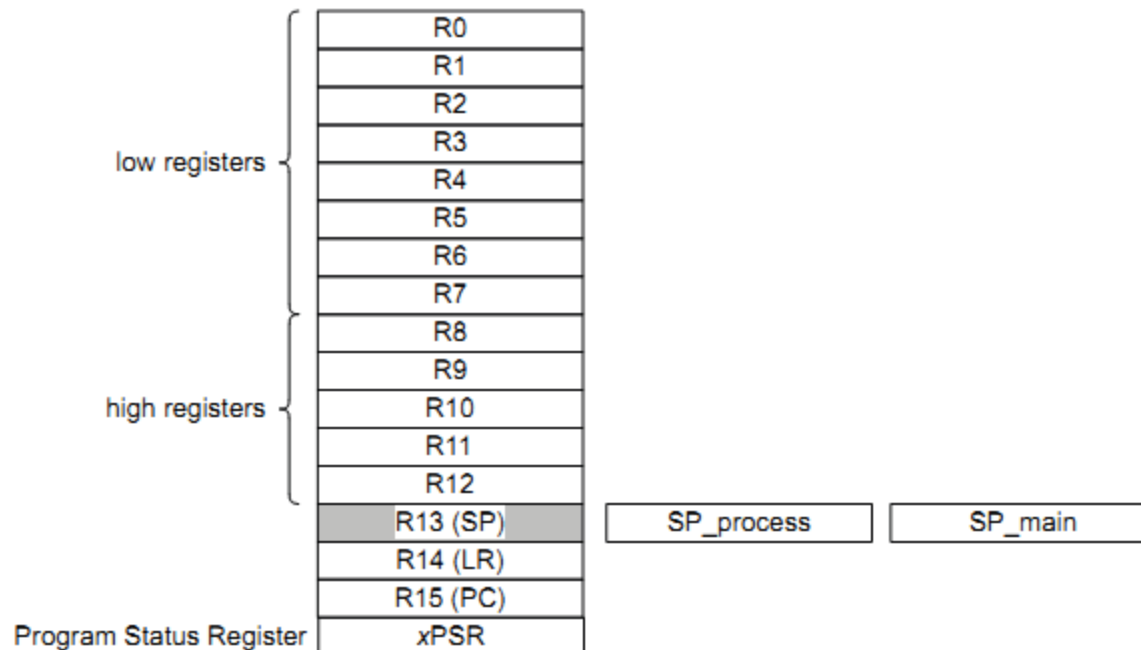 R0
R1
R2
R3
low registers
R4
R5
R6
R7
R8
R9
high registers
R10
R11
R12
R13 (SP) SP_process SP_main
R14 (LR)
R15 (PC)
Program Status Register xPSR